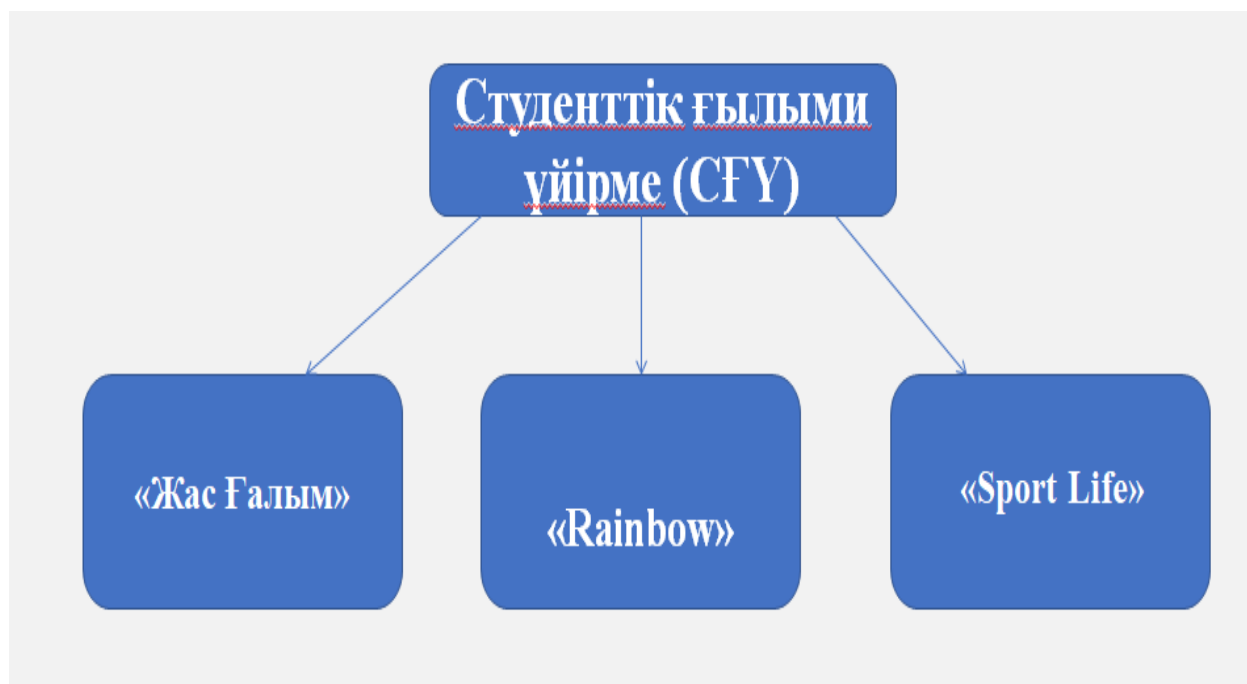 Студенттік ғылыми
үйірме (СҒҮ)
«Жас Ғалым»
«Rainbow»
«Sport Life»